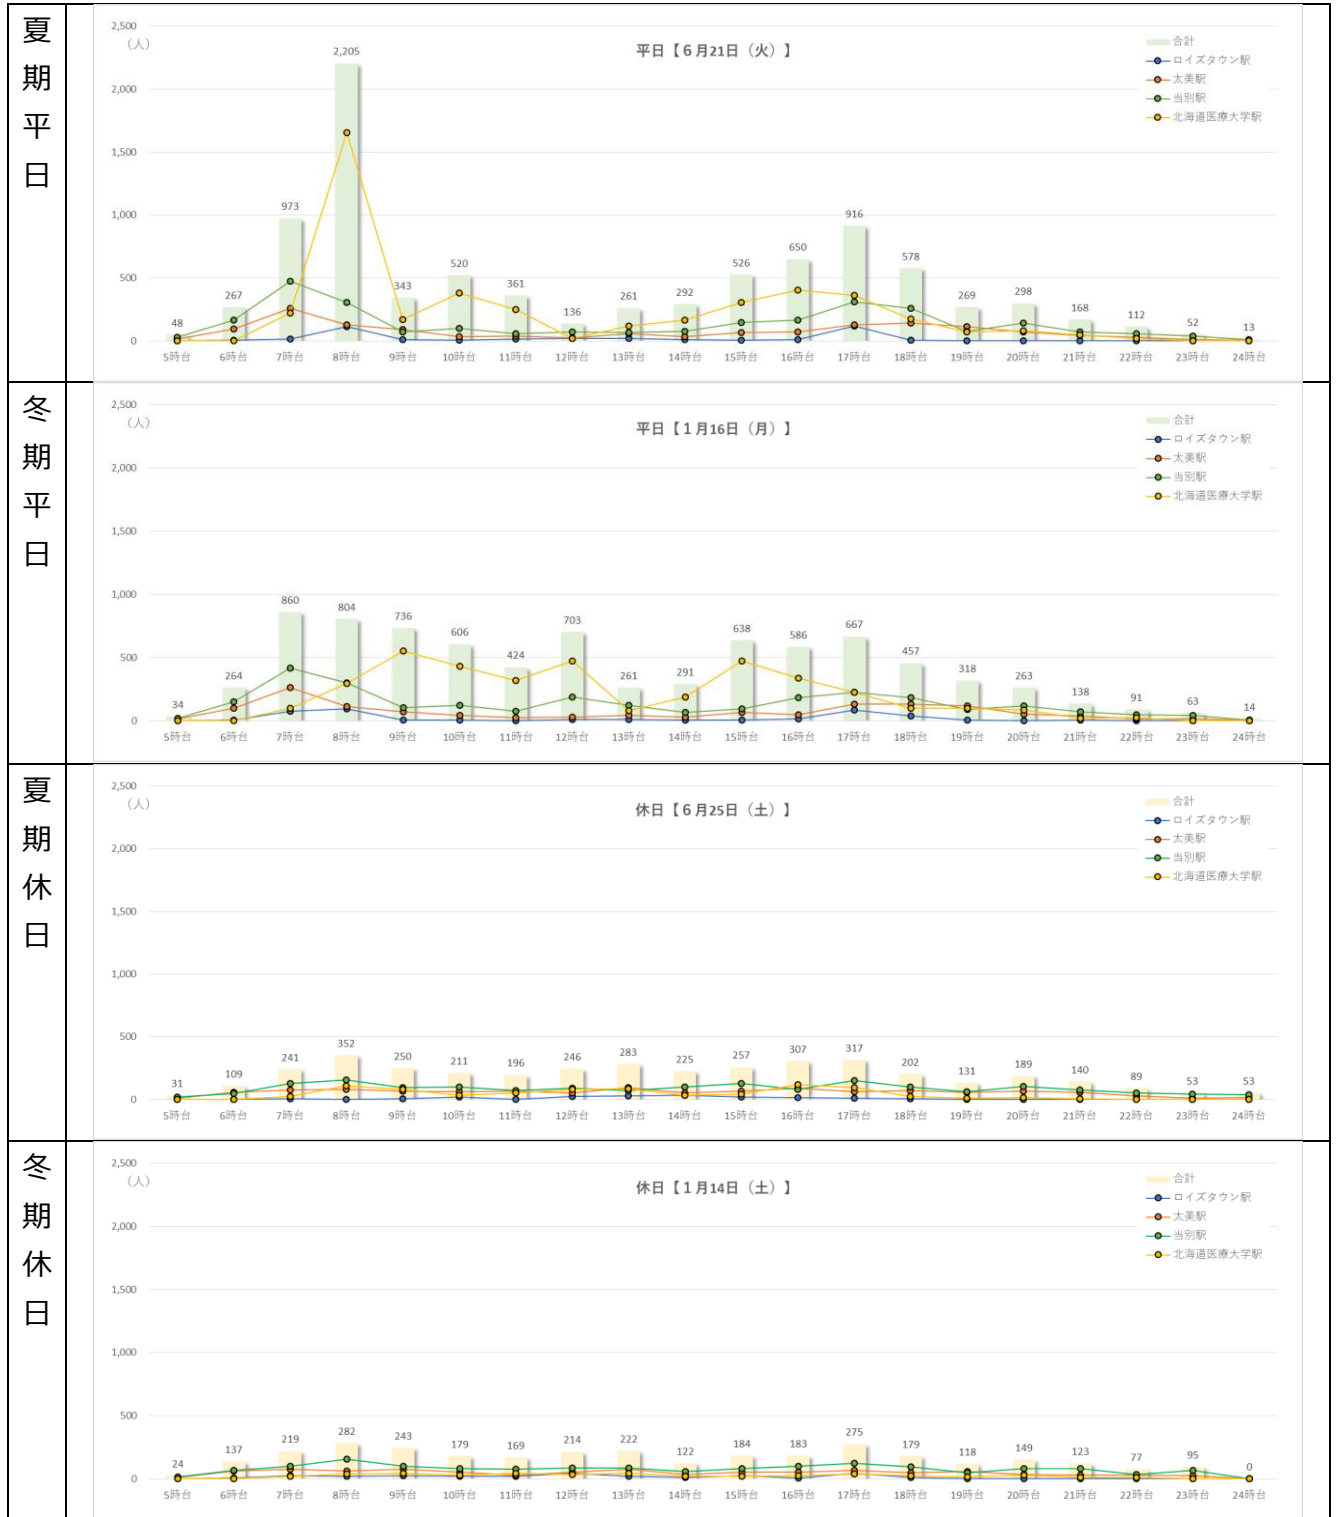 夏
期
平
日
平日【６月21日（火）】
（人）
2,500
2,000
1,500
1,000
500
0
合計
ロイズタウン駅
太美駅
当別駅
北海道医療大学駅
48 267 973 2,205 343 520 361 136 261 292 526 650 916 578 269 298 168 112 52 13
5時台 6時台 7時台 8時台 9時台 10時台 11時台 12時台 13時台 14時台 15時台 16時台 17時台 18時台 19時台 20時台 21時台 22時台 23時台 24時台
冬
期
平
日
平日【１月16日（月）】
（人）
2,500
2,000
1,500
1,000
500
0
合計
ロイズタウン駅
太美駅
当別駅
北海道医療大学駅
34 264 860 804 736 606 424 703 261 291 638 586 667 457 318 263 138 91 63 14
5時台 6時台 7時台 8時台 9時台 10時台 11時台 12時台 13時台 14時台 15時台 16時台 17時台 18時台 19時台 20時台 21時台 22時台 23時台 24時台
夏
期
休
日
休日【６月25日（土）】
（人）
2,500
2,000
1,500
1,000
500
0
合計
ロイズタウン駅
太美駅
当別駅
北海道医療大学駅
31 109 241 352 250 211 196 246 283 225 257 307 317 202 131 189 140 89 53 53
5時台 6時台 7時台 8時台 9時台 10時台 11時台 12時台 13時台 14時台 15時台 16時台 17時台 18時台 19時台 20時台 21時台 22時台 23時台 24時台
冬
期
休
日
休日【１月14日（土）】
（人）
2,500
2,000
1,500
1,000
500
0
合計
ロイズタウン駅
太美駅
当別駅
北海道医療大学駅
24 137 219 282 243 179 169 214 222 122 184 183 275 179 118 149 123 77 95 0
5時台 6時台 7時台 8時台 9時台 10時台 11時台 12時台 13時台 14時台 15時台 16時台 17時台 18時台 19時台 20時台 21時台 22時台 23時台 24時台